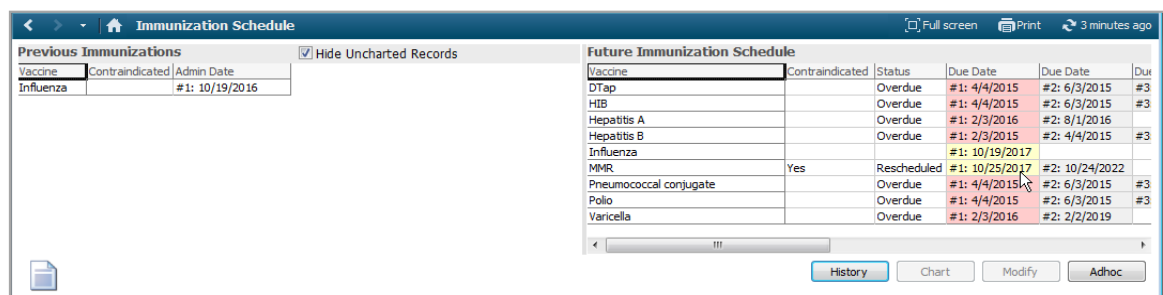 Immunization Schedule Full screen Print 3 minutes ago
Previous Immunizations Hide Uncharted Records Future Immunization Schedule
Vaccine Contraindicated Admin Date
Influenza #1: 10/19/2016
Vaccine Contraindicated Status Due Date Due Date Due
DTap Overdue #1: 4/4/2015 #2: 6/3/2015 #3
HIB Overdue #1: 4/4/2015 #2: 6/3/2015 #3
Hepatitis A Overdue #1: 2/3/2016 #2: 8/1/2016
Hepatitis B Overdue #1: 2/3/2015 #2: 4/4/2015 #3
Influenza #1: 10/19/2017
MMR Yes Rescheduled #1: 10/25/2017 #2: 10/24/2022
Pneumococcal conjugate Overdue #1: 4/4/2015 #2: 6/3/2015 #3
Polio Overdue #1: 4/4/2015 #2: 6/3/2015 #3
Varicella Overdue #1: 2/3/2016 #2: 2/2/2019
History Chart Modify Adhoc